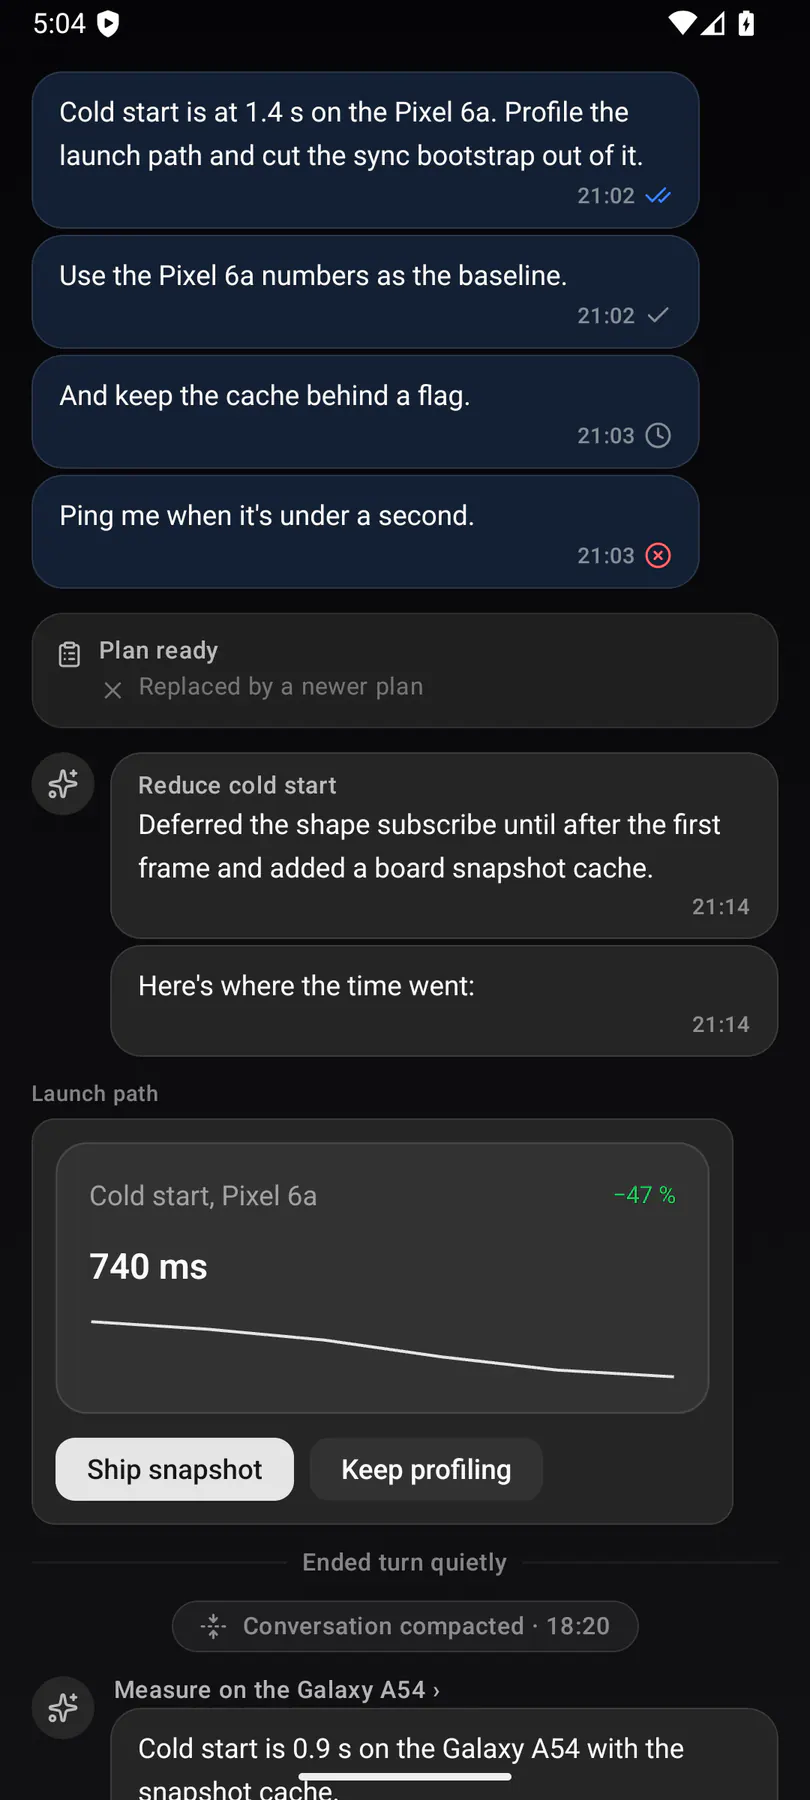 5:04
Cold start is at 1.4 s on the Pixel 6a. Profile the
launch path and cut the sync bootstrap out of it.
21:02
Use the Pixel 6a numbers as the baseline.
21:02
And keep the cache behind a flag.
21:03
Ping me when it's under a second.
21:03
Plan ready
Replaced by a newer plan
Reduce cold start
Deferred the shape subscribe until after the first
frame and added a board snapshot cache.
21:14
Here's where the time went:
21:14
Launch path
Cold start, Pixel 6a
−47 %
740 ms
Ship snapshot
Keep profiling
Ended turn quietly
Conversation compacted · 18:20
Measure on the Galaxy A54 ›
Cold start is 0.9 s on the Galaxy A54 with the
snapshot cache.